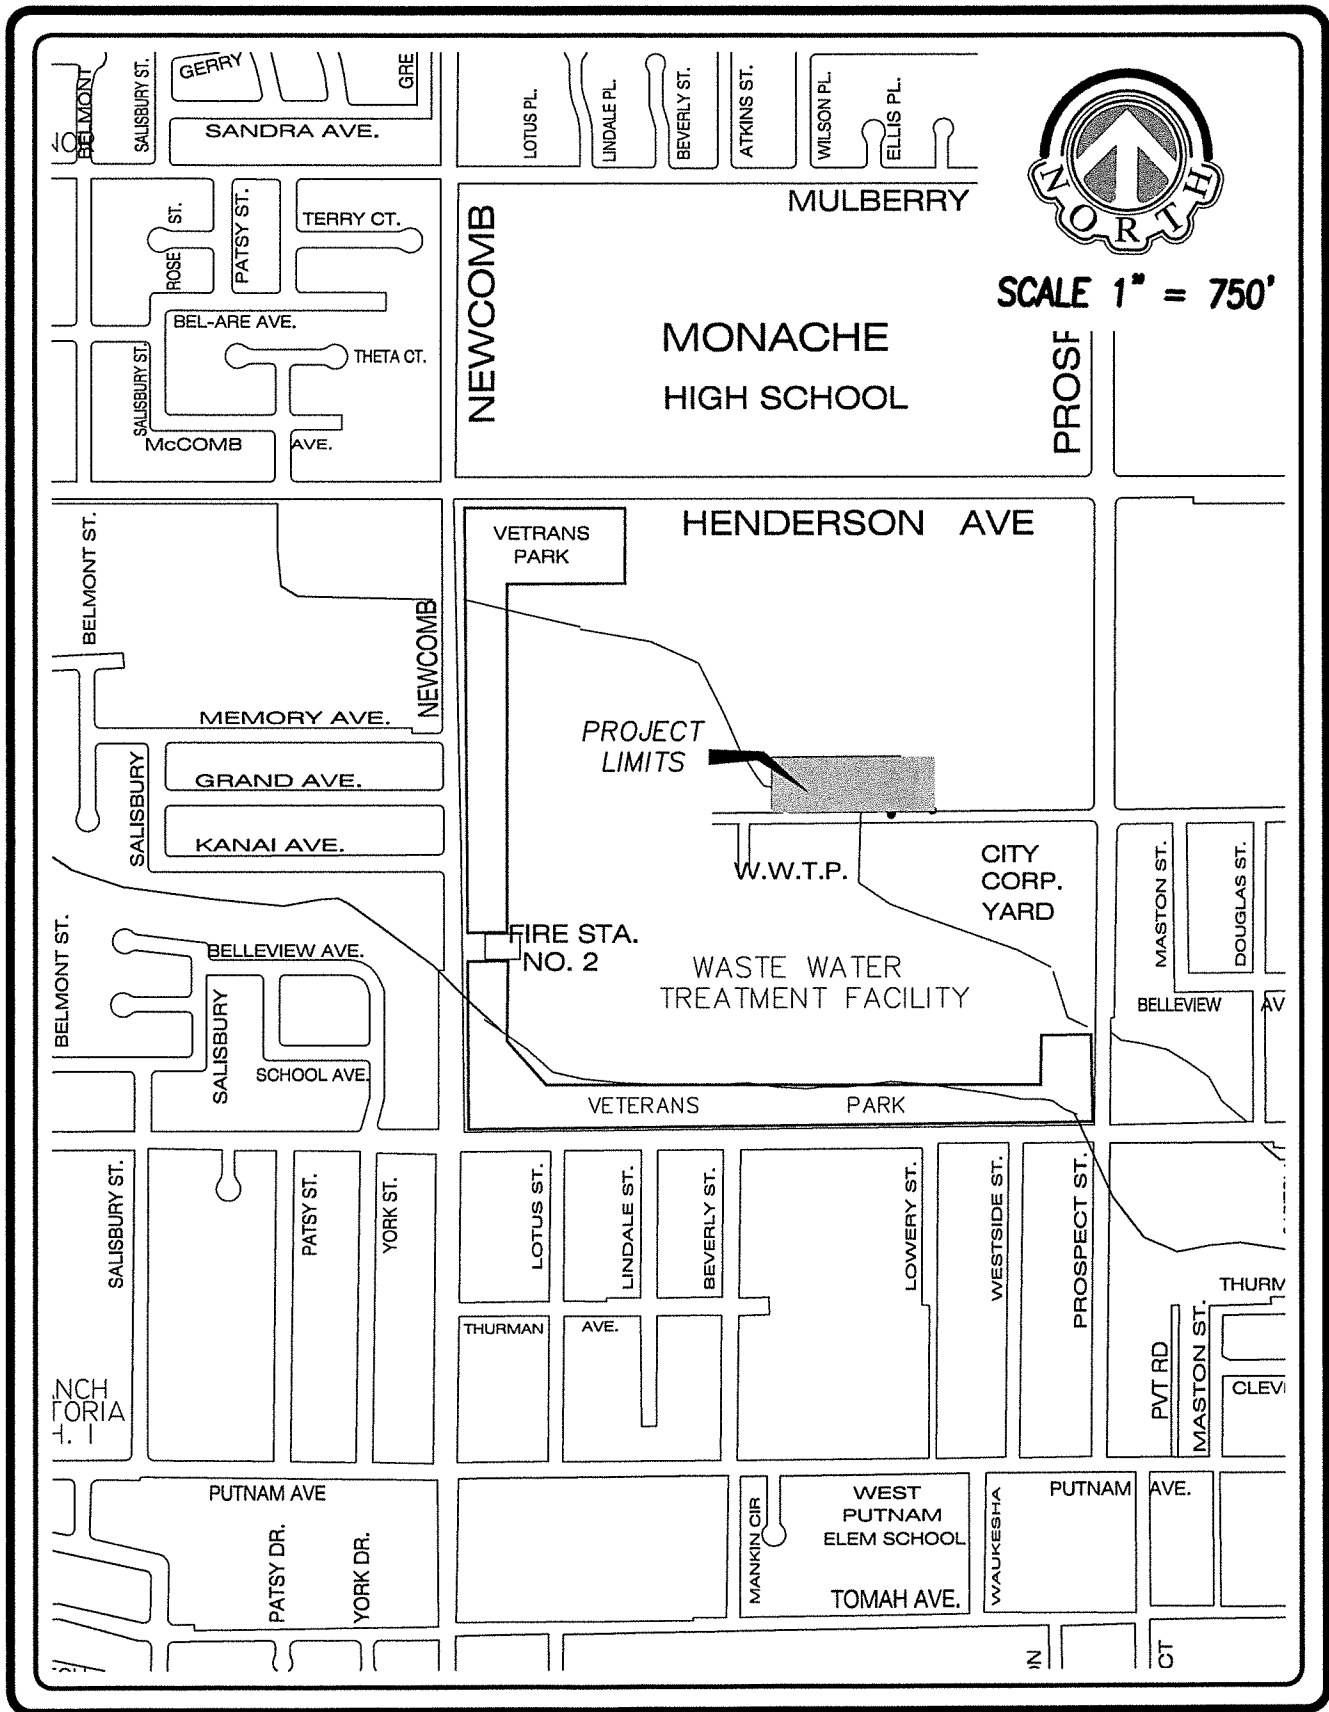 BELMONT
SALISBURY ST.
GERRY
GRE
SANDRA AVE.
LOTUS PL.
LINDALE PL.
BEVERLY ST.
ATKINS ST.
WILSON PL.
ELLIS PL.
NORTH
SCALE 1" = 750'
MULBERRY
ROSE ST.
PATSY ST.
TERRY CT.
NEWCOMB
BEL-ARE AVE.
THETA CT.
SALISBURY ST.
McCOMB AVE.
MONACHE
HIGH SCHOOL
PROSP
HENDERSON AVE
VETRANS
PARK
BELMONT ST.
NEWCOMB
MEMORY AVE.
GRAND AVE.
KANAI AVE.
SALISBURY
PROJECT
LIMITS
W.W.T.P.
CITY
CORP.
YARD
MASTON ST.
DOUGLAS ST.
FIRE STA.
NO. 2
WASTE WATER
TREATMENT FACILITY
BELLEVIEW AV
BELMONT ST.
BELLEVIEW AVE.
SALISBURY
SCHOOL AVE.
VETERANS PARK
SALISBURY ST.
PATSY ST.
YORK ST.
LOTUS ST.
LINDALE ST.
BEVERLY ST.
LOWERY ST.
WESTSIDE ST.
PROSPECT ST.
THURM
THURMAN AVE.
PVT RD
MASTON ST.
CLEV
NCH
TORIA
H. I
PUTNAM AVE
PATSY DR.
YORK DR.
MANKIN CIR
WEST
PUTNAM
ELEM SCHOOL
TOMAH AVE.
WAUKESHA
PUTNAM AVE.
ON
CT